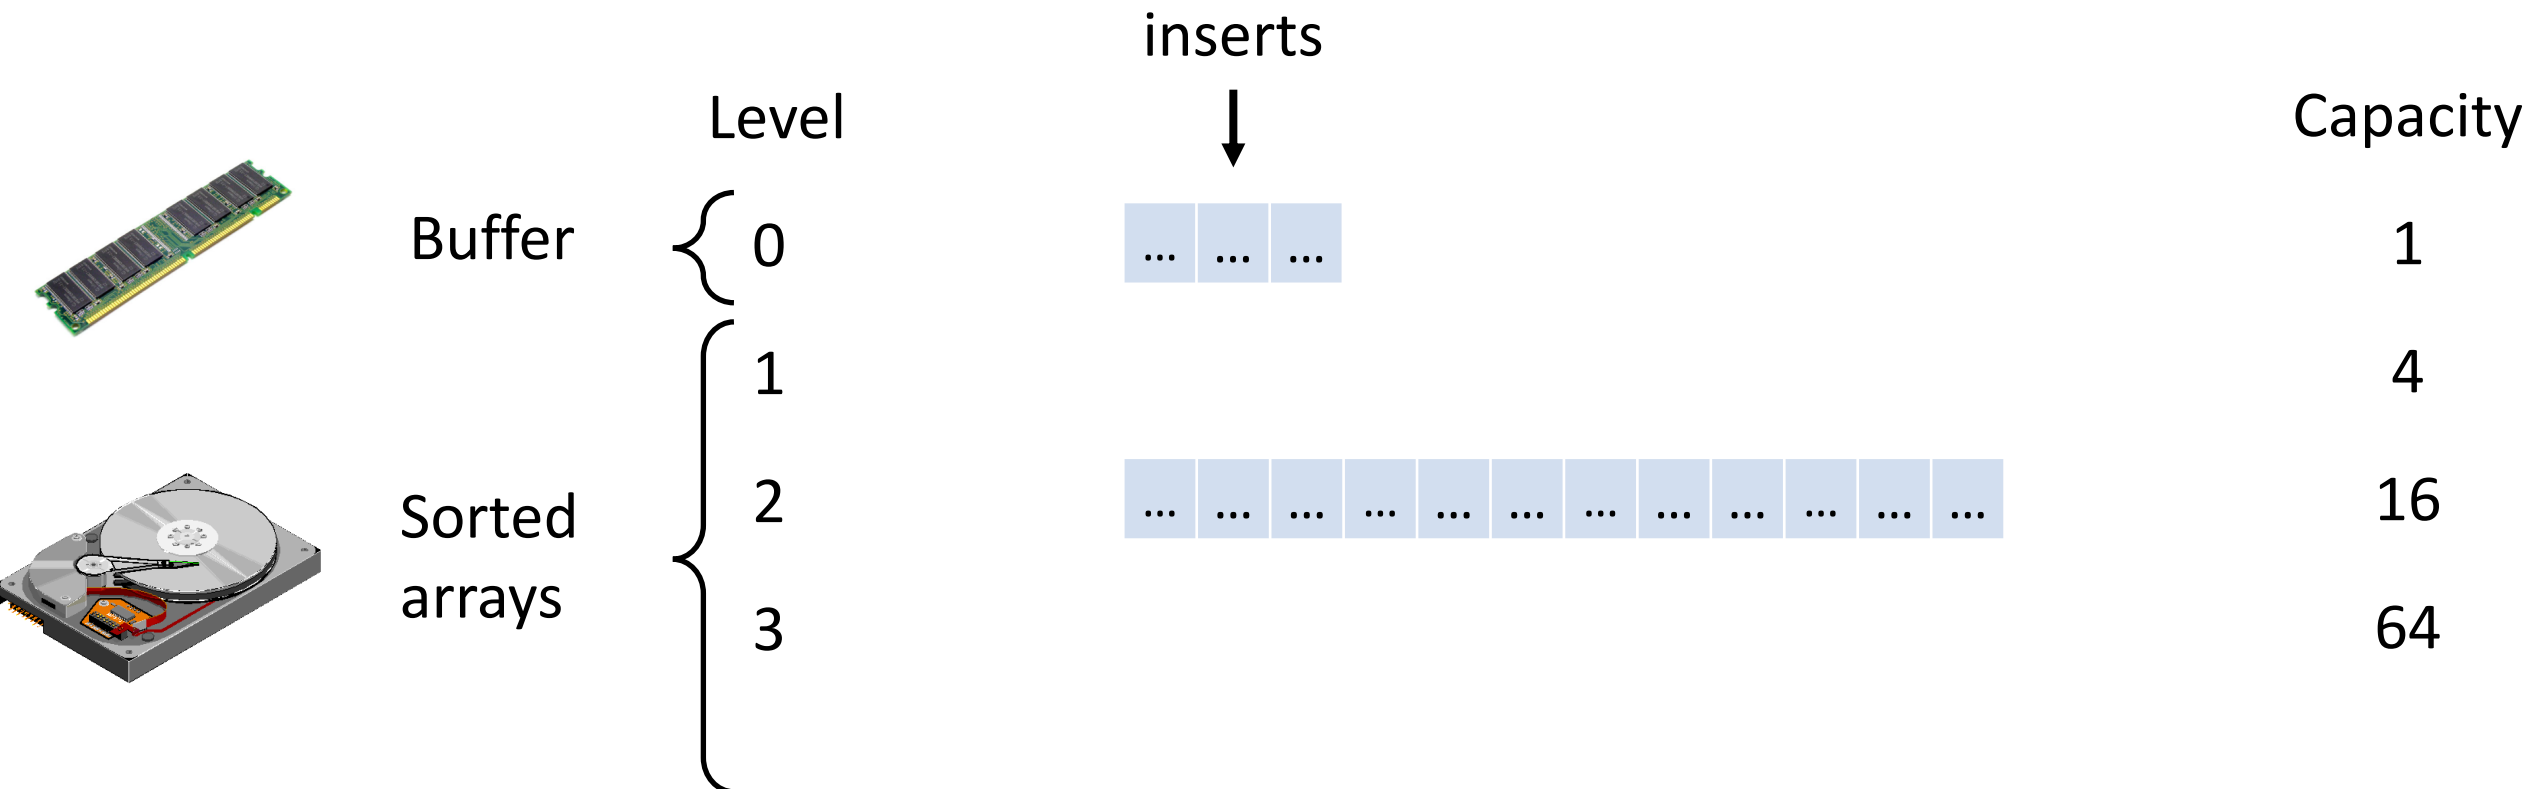 inserts
Level
Capacity
Buffer
0
... ... ...
1
1
4
Sorted
arrays
2
... ... ... ... ... ... ... ... ... ... ... ...
16
3
64